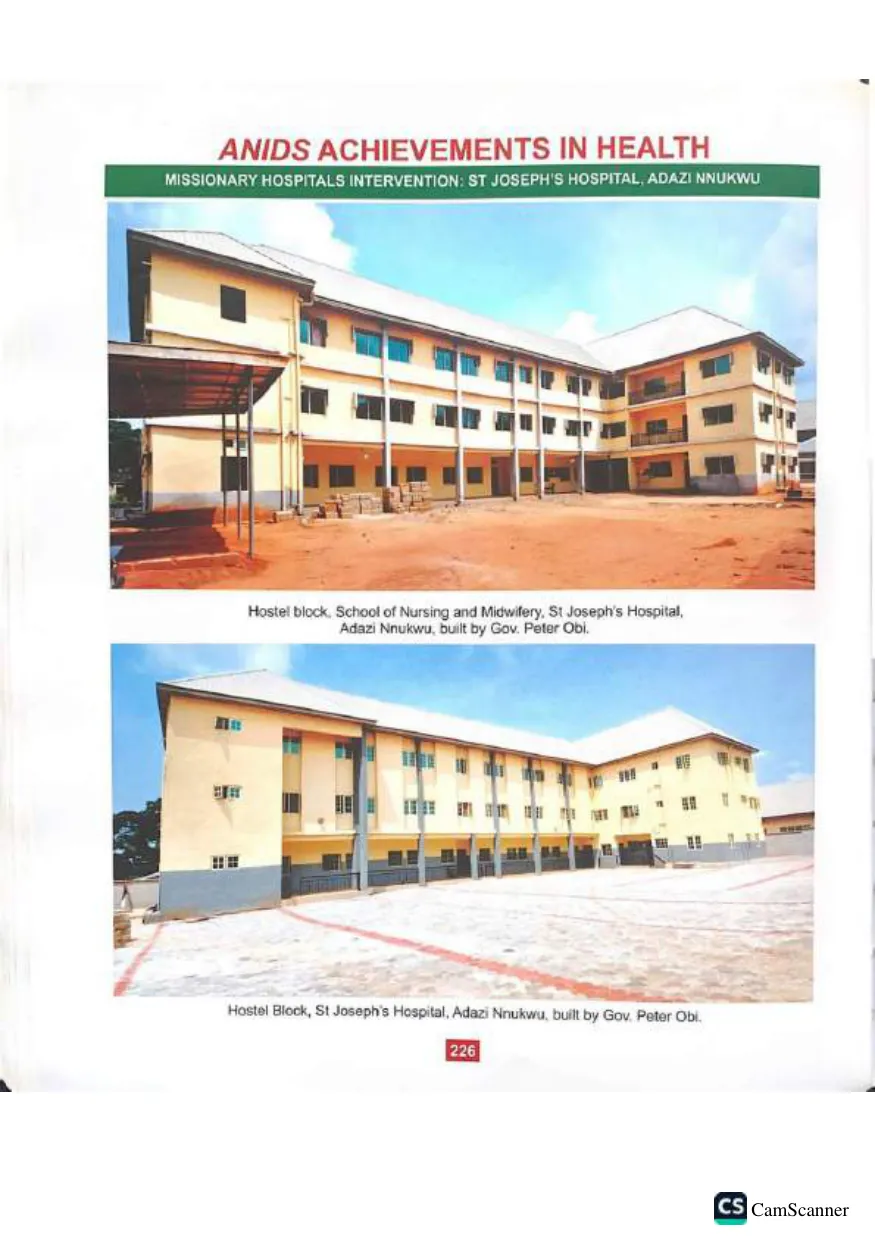 ANIDS ACHIEVEMENTS IN HEALTH
MISSIONARY HOSPITALS INTERVENTION: ST JOSEPH'S HOSPITAL, ADAZI NNUKWU
Hostel block, School of Nursing and Midwifery, St Joseph's Hospital,
Adazi Nnukwu, built by Gov. Peter Obi.
Hostel Block, St Joseph's Hospital, Adazi Nnukwu, built by Gov. Peter Obi.
226
CS CamScanner